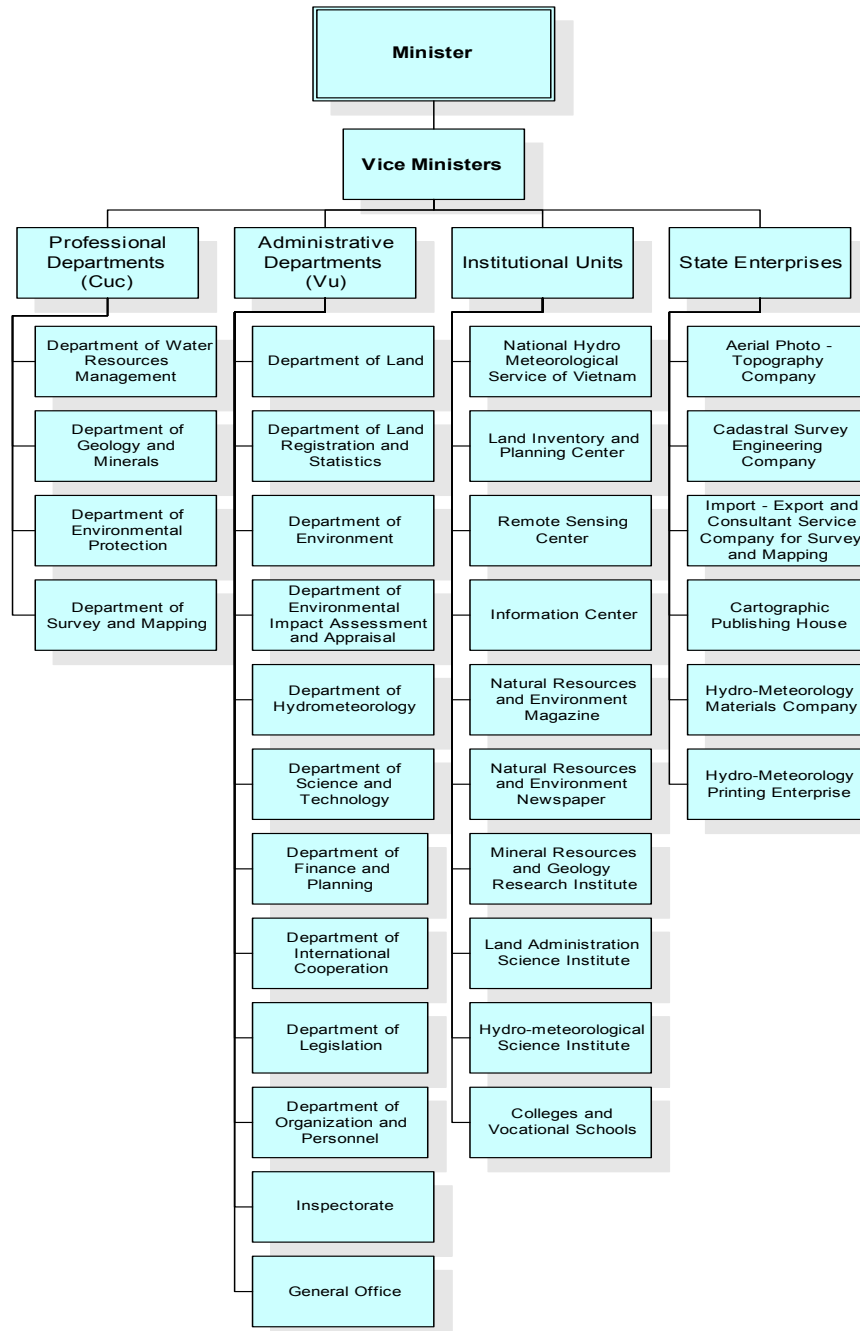 Minister
Vice Ministers
Professional
Departments
(Cuc)
Administrative
Departments
(Vu)
Institutional Units
State Enterprises
Department of Water
Resources
Management
Department of
Geology and
Minerals
Department of
Environmental
Protection
Department of
Survey and Mapping
Department of Land
Department of Land
Registration and
Statistics
Department of
Environment
Department of
Environmental
Impact Assessment
and Appraisal
Department of
Hydrometeorology
Department of
Science and
Technology
Department of
Finance and
Planning
Department of
International
Cooperation
Department of
Legislation
Department of
Organization and
Personnel
Inspectorate
General Office
National Hydro
Meteorological
Service of Vietnam
Land Inventory and
Planning Center
Remote Sensing
Center
Information Center
Natural Resources
and Environment
Magazine
Natural Resources
and Environment
Newspaper
Mineral Resources
and Geology
Research Institute
Land Administration
Science Institute
Hydro-meteorological
Science Institute
Colleges and
Vocational Schools
Aerial Photo -
Topography
Company
Cadastral Survey
Engineering
Company
Import - Export and
Consultant Service
Company for Survey
and Mapping
Cartographic
Publishing House
Hydro-Meteorology
Materials Company
Hydro-Meteorology
Printing Enterprise